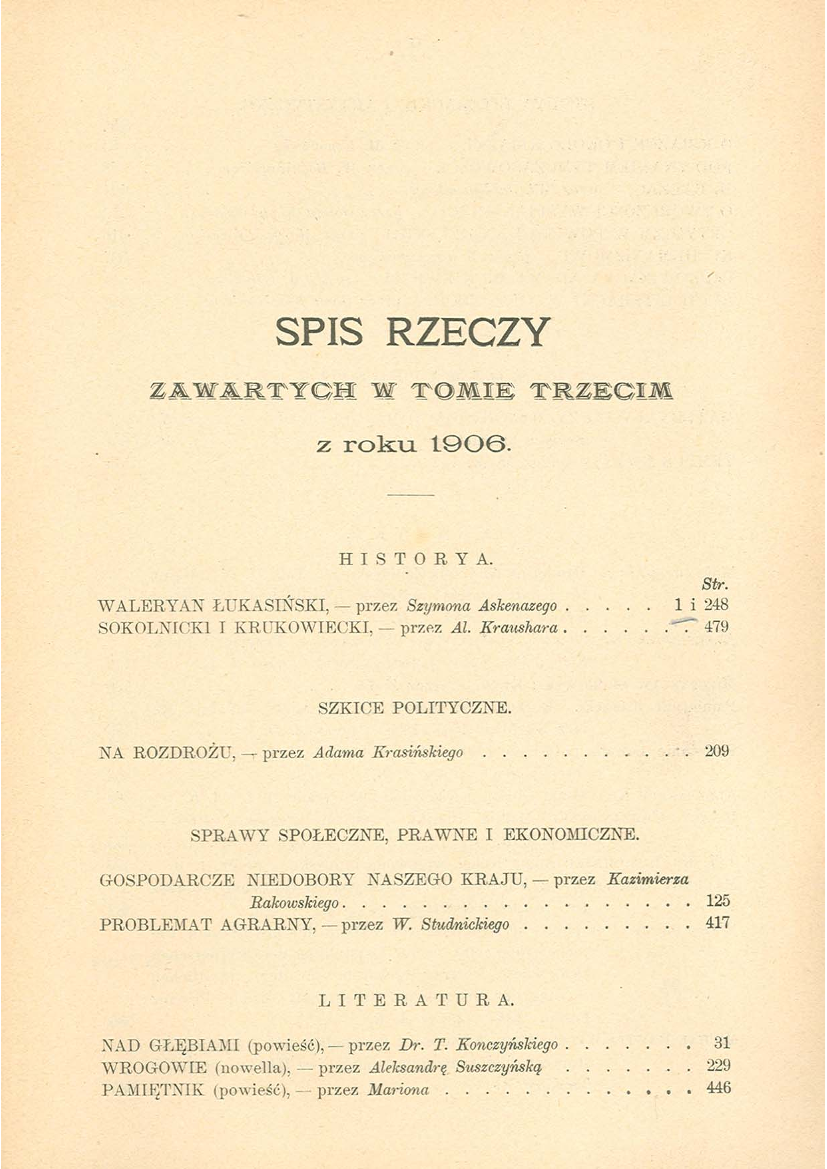 SPIS RZECZY
ZAWARTYCH W TOMIE TRZECIM
z roku 1906.
HISTORYA.
Str.
WALERYAN ŁUKASIŃSKI, — przez Szymona Askenazego . . . . . 1 i 248
SOKOLNICKI I KRUKOWIECKI, — przez Al. Kraushara . . . . . . . 479
SZKICE POLITYCZNE.
NA ROZDROŻU, — przez Adama Krasińskiego . . . . . . . . . . . . 209
SPRAWY SPOŁECZNE, PRAWNE I EKONOMICZNE.
GOSPODARCZE NIEDOBORY NASZEGO KRAJU, — przez Kazimierza
Rakowskiego . . . . . . . . . . . . . . . . . . . . 125
PROBLEMAT AGRARNY, — przez W. Studnickiego . . . . . . . . . . 417
LITERATURA.
NAD GŁĘBIAMI (powieść), — przez Dr. T. Konczyńskiego . . . . . . . 31
WROGOWIE (nowella), — przez Aleksandrę Suszczyńską . . . . . . . 229
PAMIĘTNIK (powieść), — przez Mariona . . . . . . . . . . . . . . 446